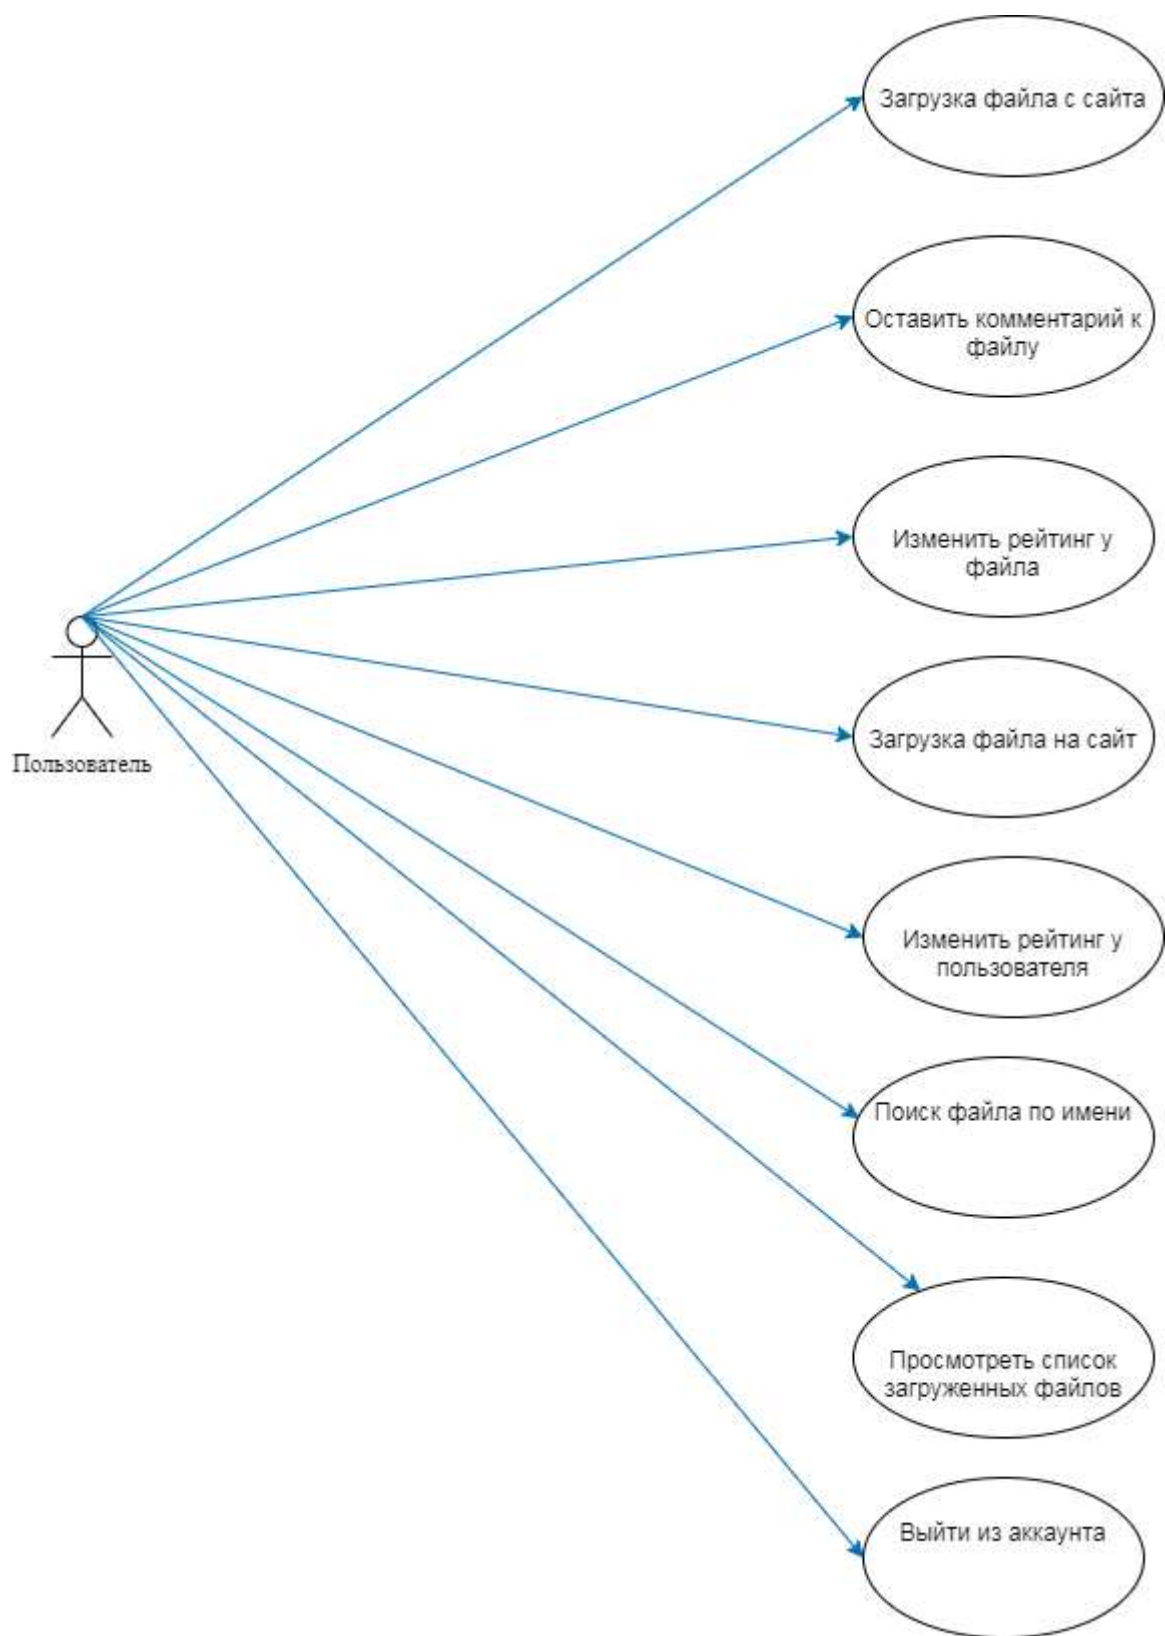 Загрузка файла с сайта
Оставить комментарий к
файлу
Изменить рейтинг у
файла
Пользователь
Загрузка файла на сайт
Изменить рейтинг у
пользователя
Поиск файла по имени
Просмотреть список
загруженных файлов
Выйти из аккаунта